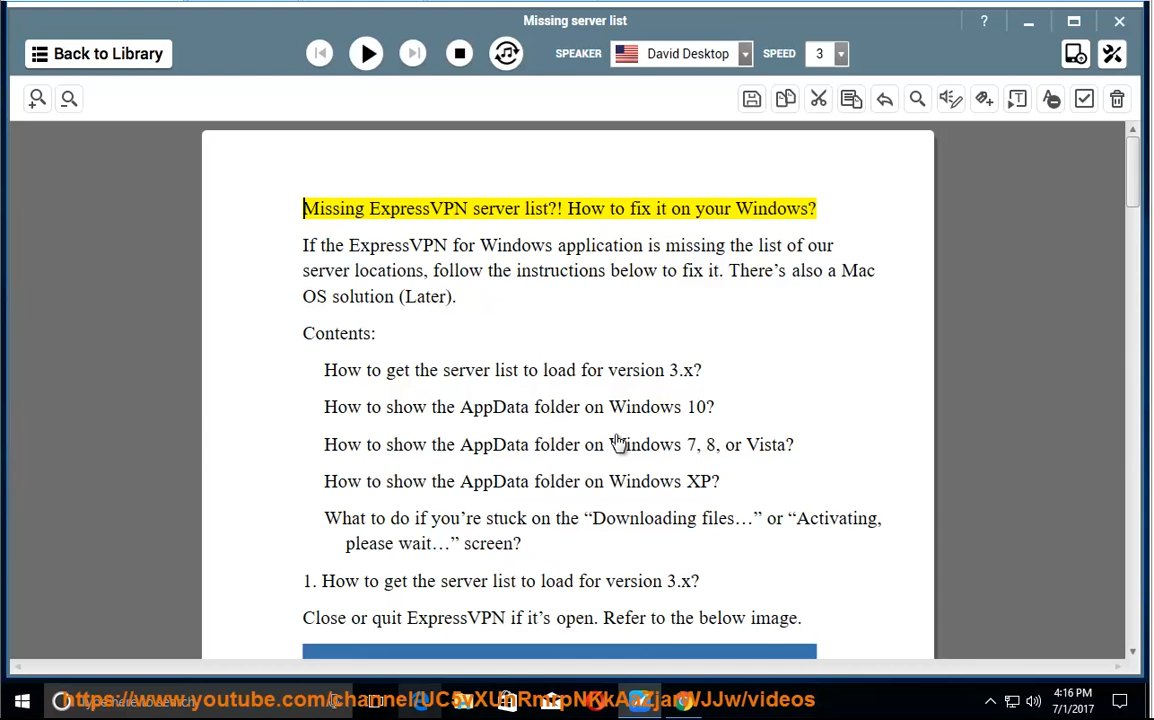 Missing server list
?
Back to Library
SPEAKER
David Desktop
SPEED
3
Missing ExpressVPN server list?! How to fix it on your Windows?
If the ExpressVPN for Windows application is missing the list of our
server locations, follow the instructions below to fix it. There’s also a Mac
OS solution (Later).
Contents:
How to get the server list to load for version 3.x?
How to show the AppData folder on Windows 10?
How to show the AppData folder on Windows 7, 8, or Vista?
How to show the AppData folder on Windows XP?
What to do if you’re stuck on the “Downloading files…” or “Activating,
please wait…” screen?
1. How to get the server list to load for version 3.x?
Close or quit ExpressVPN if it’s open. Refer to the below image.
4:16 PM
7/1/2017